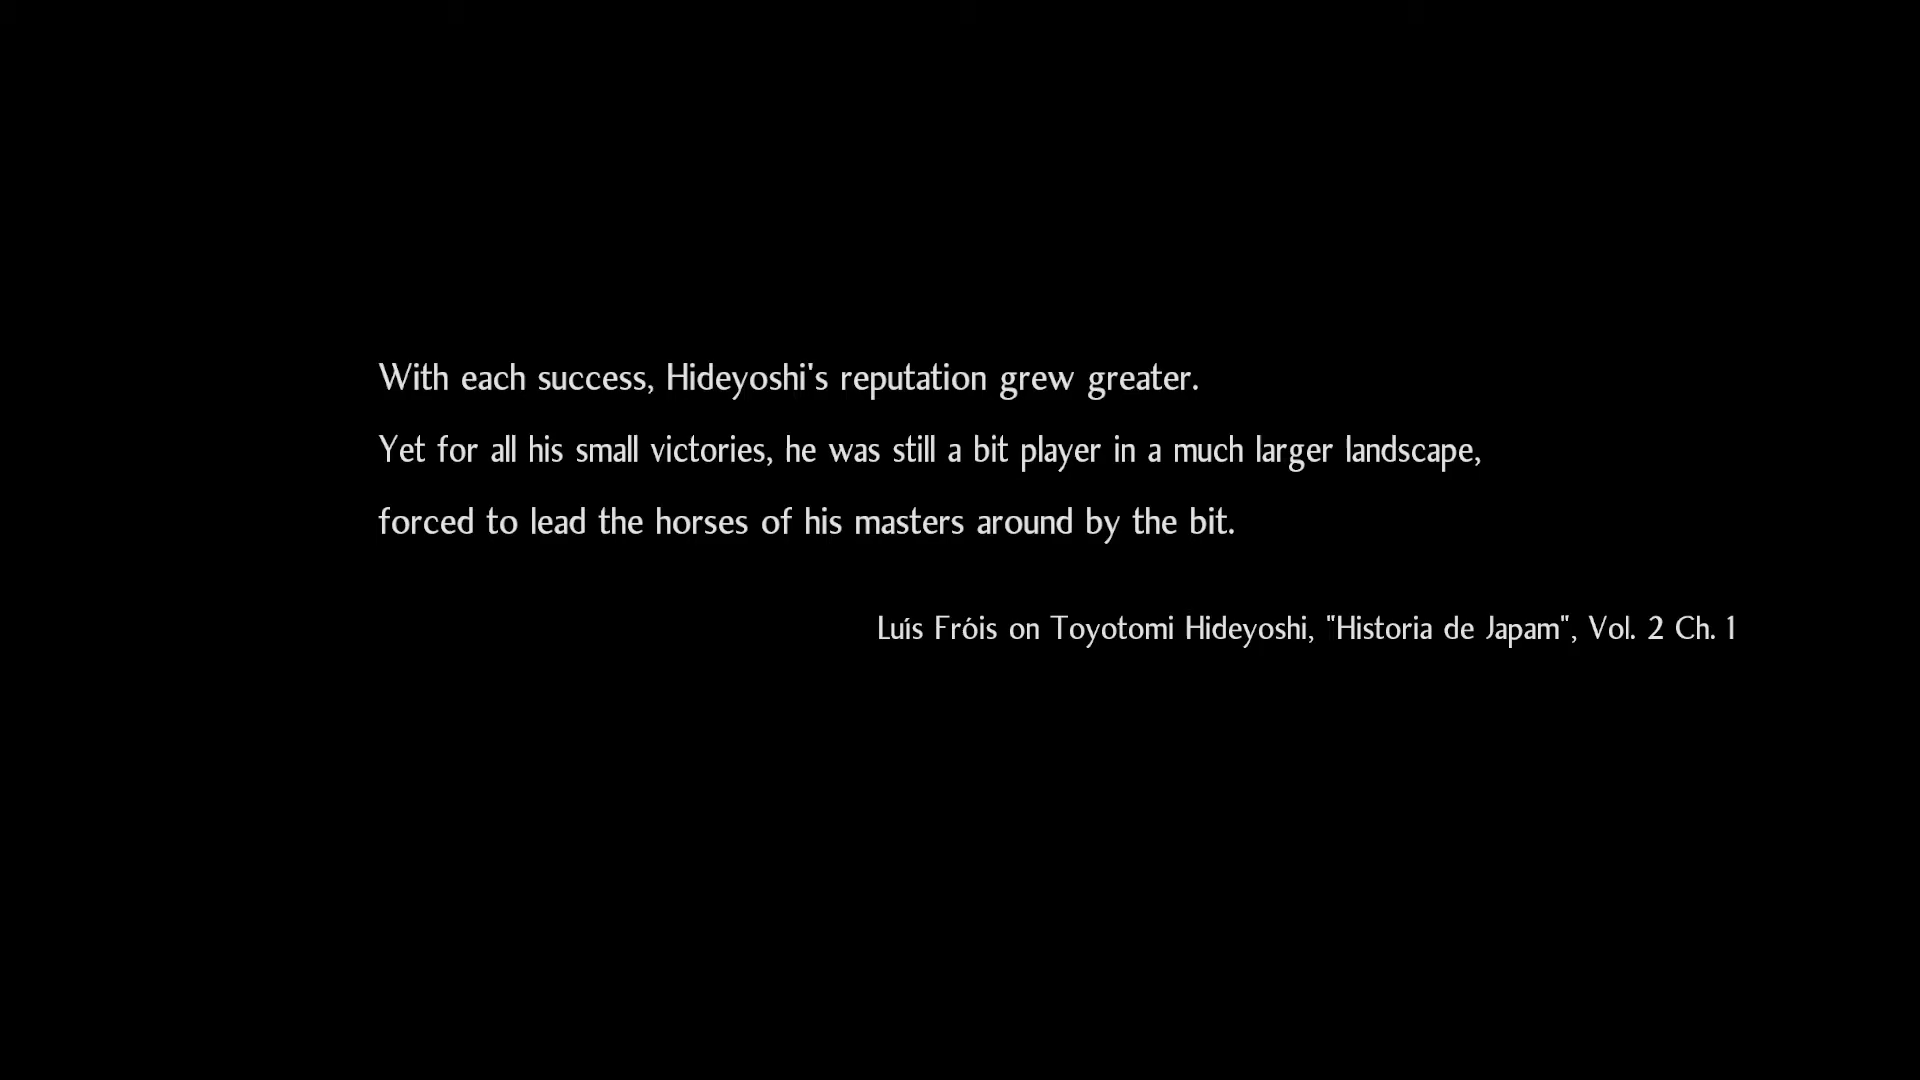 With each success, Hideyoshi's reputation grew greater.
Yet for all his small victories, he was still a bit player in a much larger landscape,
forced to lead the horses of his masters around by the bit.
Luís Fróis on Toyotomi Hideyoshi, "Historia de Japam", Vol. 2 Ch. 1